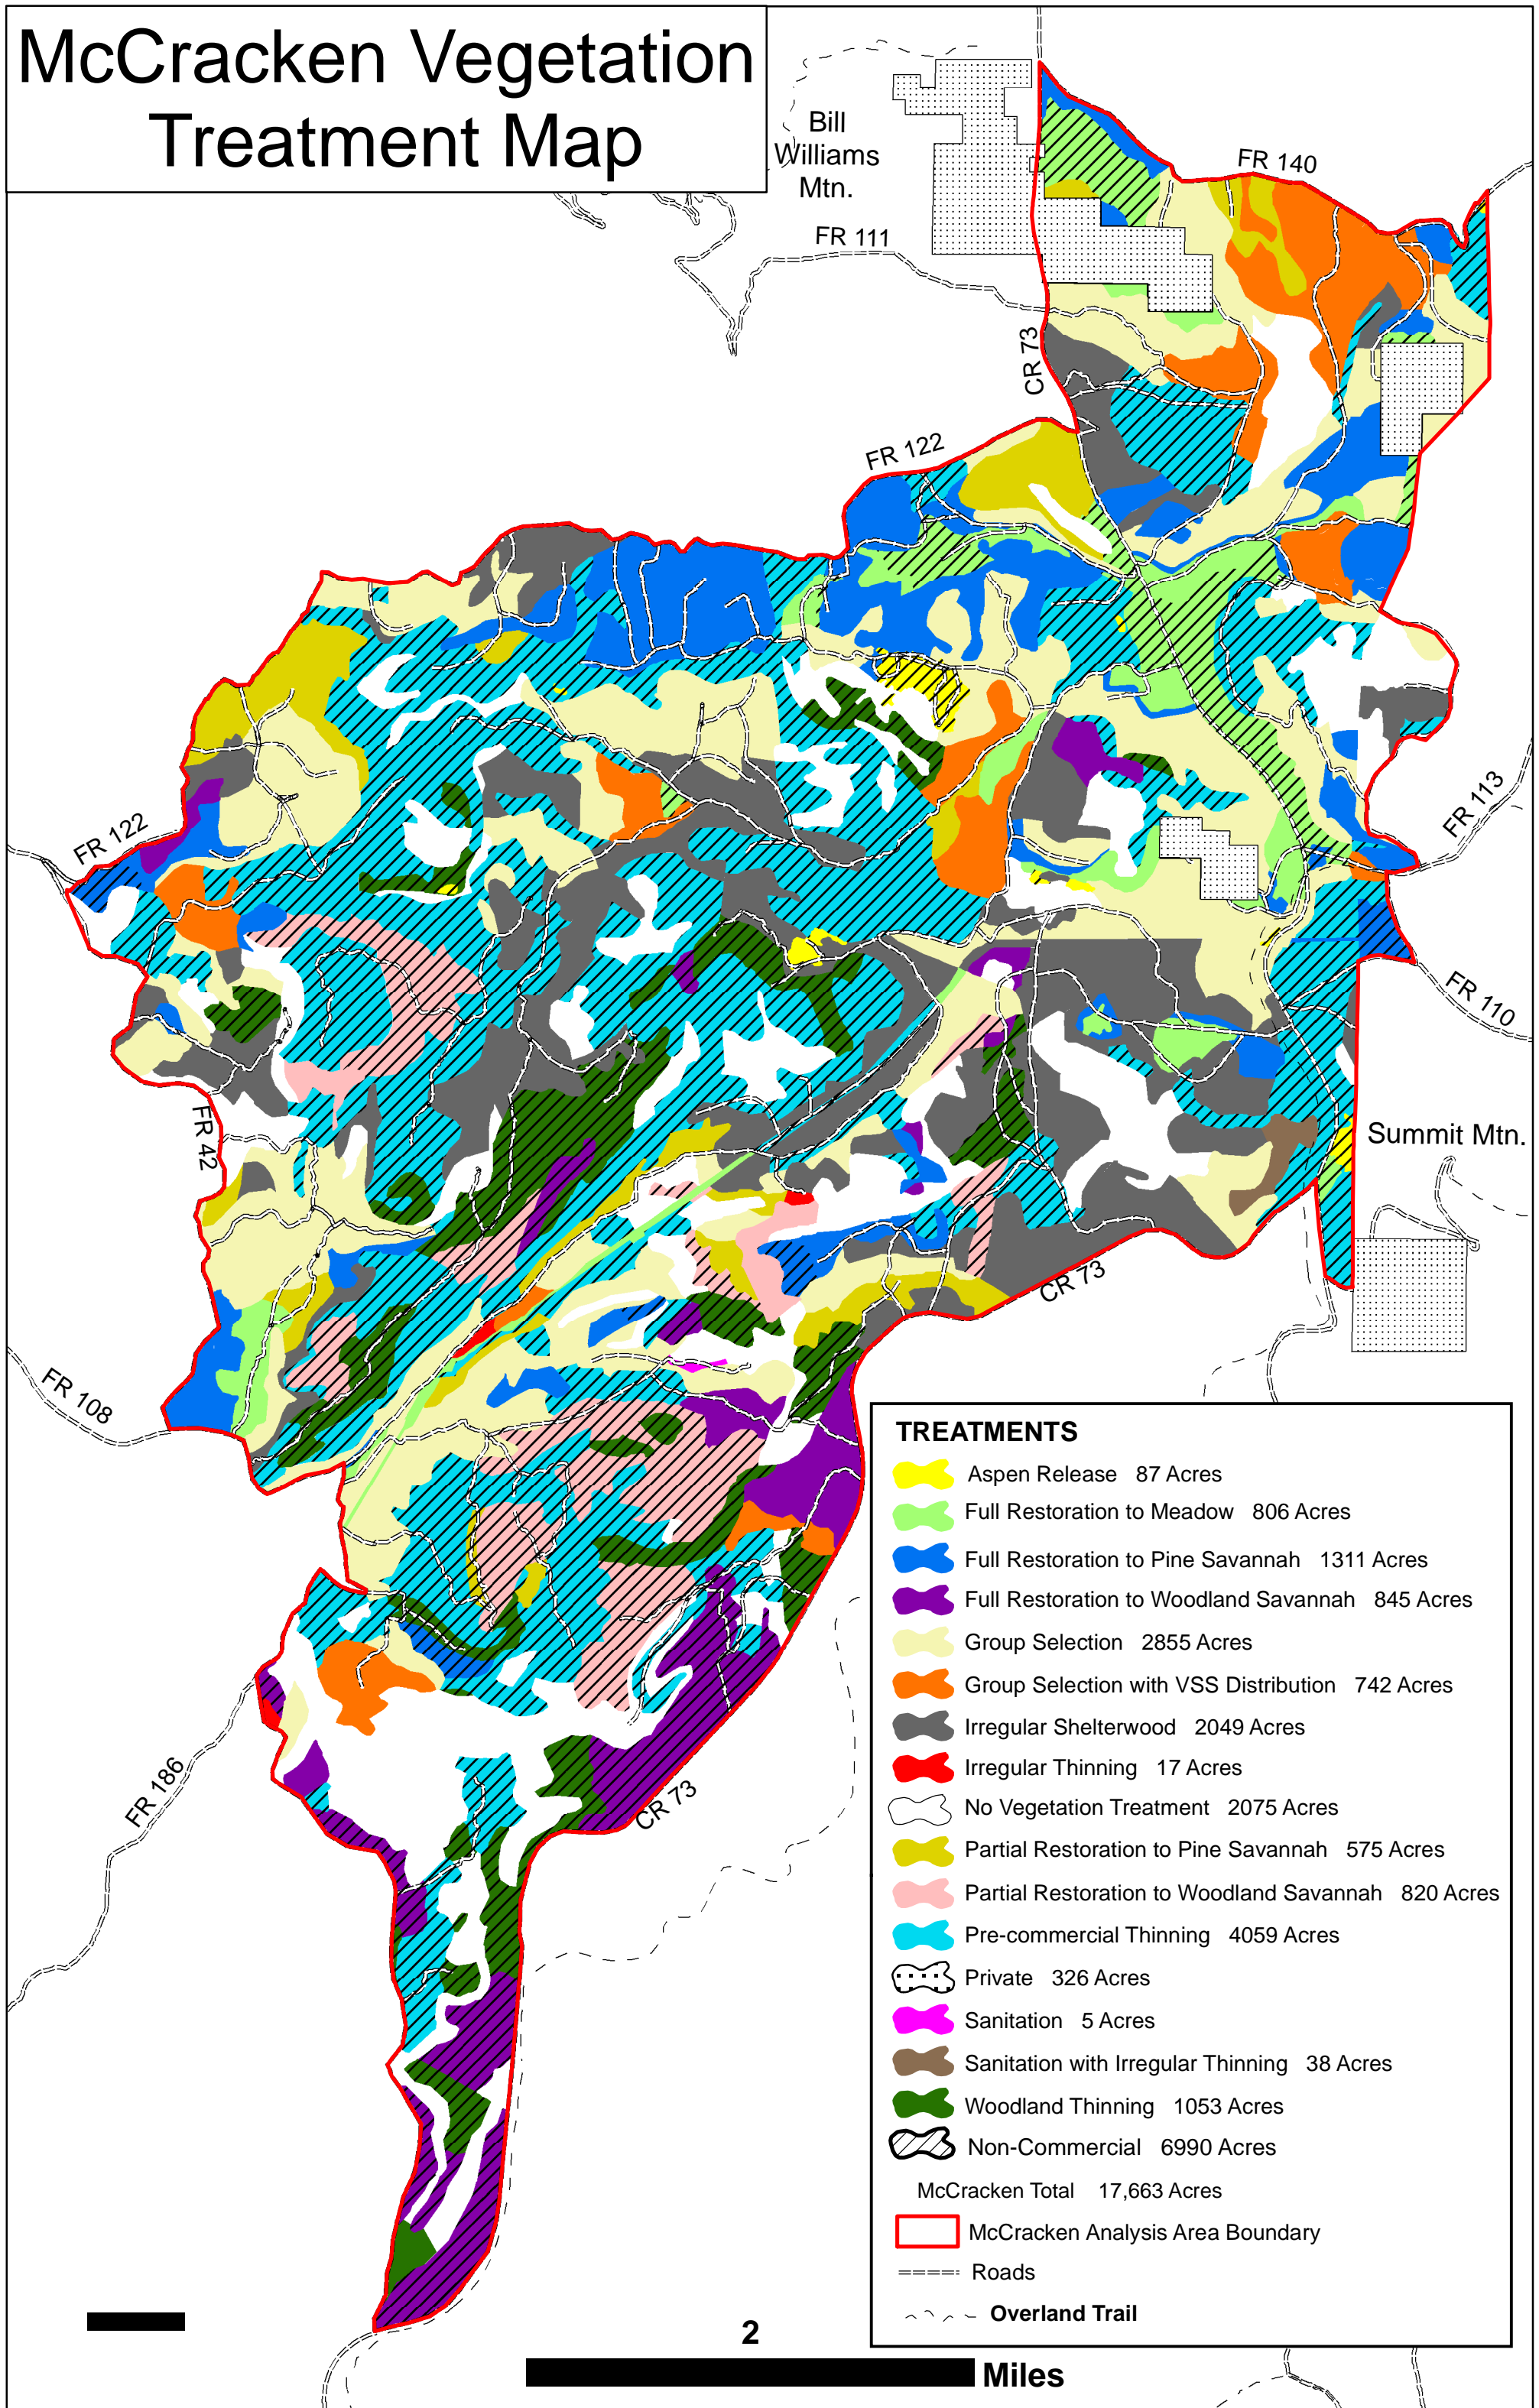 McCracken Vegetation
Treatment Map
Bill
Williams
Mtn.
FR 140
FR 111
CR 73
FR 122
FR 122
FR 113
FR 110
FR 42
Summit Mtn.
CR 73
FR 108
FR 186
CR 73
TREATMENTS
Aspen Release 87 Acres
Full Restoration to Meadow 806 Acres
Full Restoration to Pine Savannah 1311 Acres
Full Restoration to Woodland Savannah 845 Acres
Group Selection 2855 Acres
Group Selection with VSS Distribution 742 Acres
Irregular Shelterwood 2049 Acres
Irregular Thinning 17 Acres
No Vegetation Treatment 2075 Acres
Partial Restoration to Pine Savannah 575 Acres
Partial Restoration to Woodland Savannah 820 Acres
Pre-commercial Thinning 4059 Acres
Private 326 Acres
Sanitation 5 Acres
Sanitation with Irregular Thinning 38 Acres
Woodland Thinning 1053 Acres
Non-Commercial 6990 Acres
McCracken Total 17,663 Acres
McCracken Analysis Area Boundary
Roads
Overland Trail
2
Miles